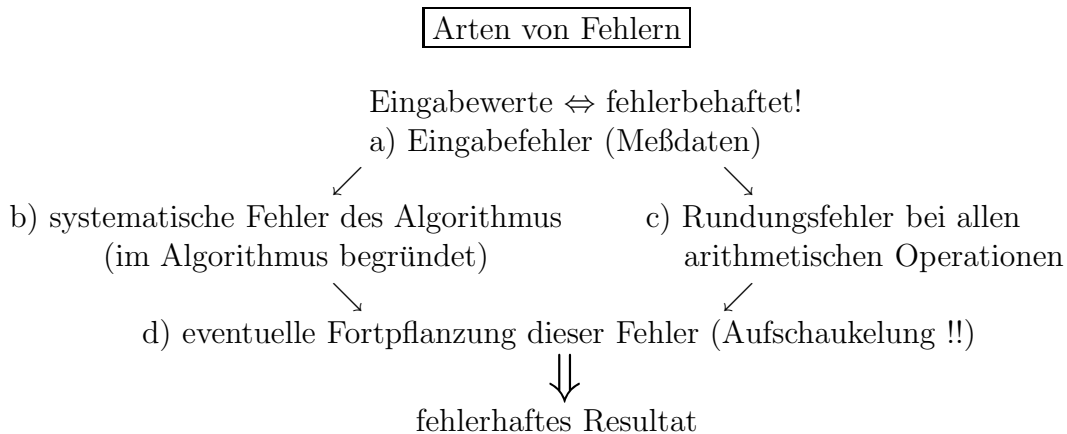 Arten von Fehlern
Eingabewerte ⇔ fehlerbehaftet!
a) Eingabefehler (Meßdaten)
b) systematische Fehler des Algorithmus
(im Algorithmus begründet)
c) Rundungsfehler bei allen
arithmetischen Operationen
d) eventuelle Fortpflanzung dieser Fehler (Aufschaukelung !!)
fehlerhaftes Resultat